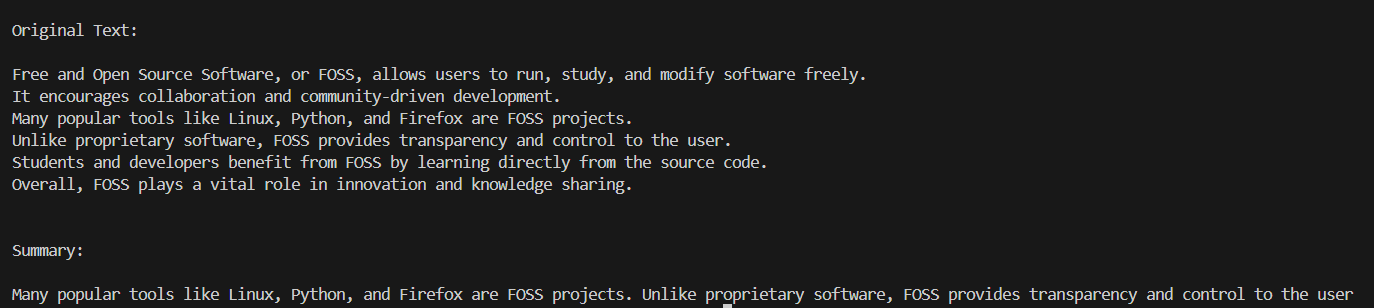 Original Text:
Free and Open Source Software, or FOSS, allows users to run, study, and modify software freely.
It encourages collaboration and community-driven development.
Many popular tools like Linux, Python, and Firefox are FOSS projects.
Unlike proprietary software, FOSS provides transparency and control to the user.
Students and developers benefit from FOSS by learning directly from the source code.
Overall, FOSS plays a vital role in innovation and knowledge sharing.
Summary:
Many popular tools like Linux, Python, and Firefox are FOSS projects. Unlike proprietary software, FOSS provides transparency and control to the user